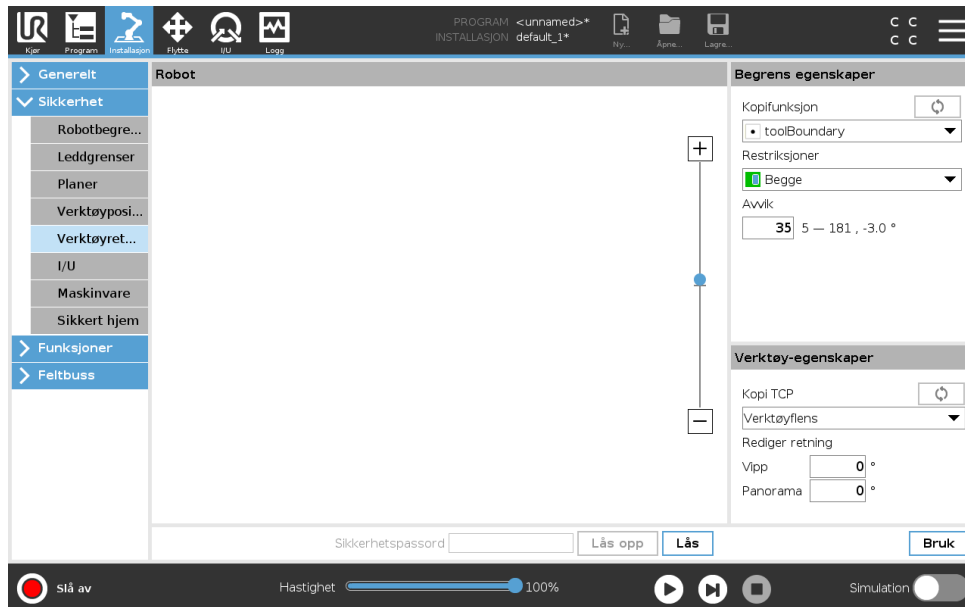 PROGRAM <unnamed>*
INSTALLASJON default_1*
Kjør Program Installasjon Flytte I/U Logg Ny... Åpne... Lagre...
C C
C C
Generelt
Sikkerhet
Robotbegre...
Leddgrenser
Planer
Verktøyposi...
Verktøyret...
I/U
Maskinvare
Sikkert hjem
Funksjoner
Feltbuss
Robot
Begrens egenskaper
Kopifunksjon
toolBoundary
Restriksjoner
Begge
Avvik
35 5 — 181 , -3.0 °
Verktøy-egenskaper
Kopi TCP
Verktøyflens
Rediger retning
Vipp 0 °
Panorama 0 °
Sikkerhetspassord Lås opp Lås Bruk
Slå av Hastighet 100% Simulation